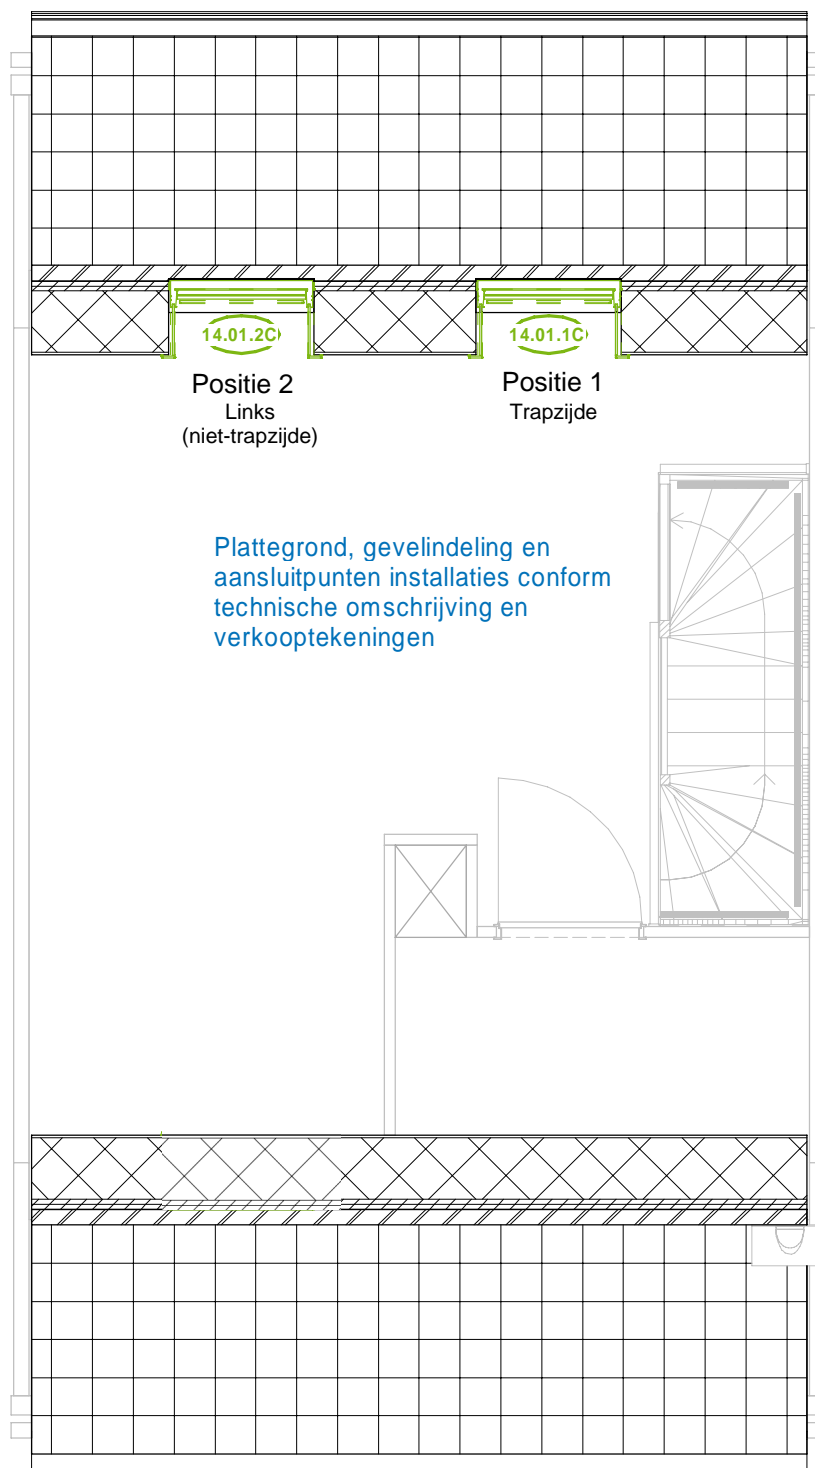 14.01.2C
14.01.1C
Positie 2
Links
(niet-trapzijde)
Positie 1
Trapzijde
Plattegrond, gevelindeling en
aansluitpunten installaties conform
technische omschrijving en
verkooptekeningen